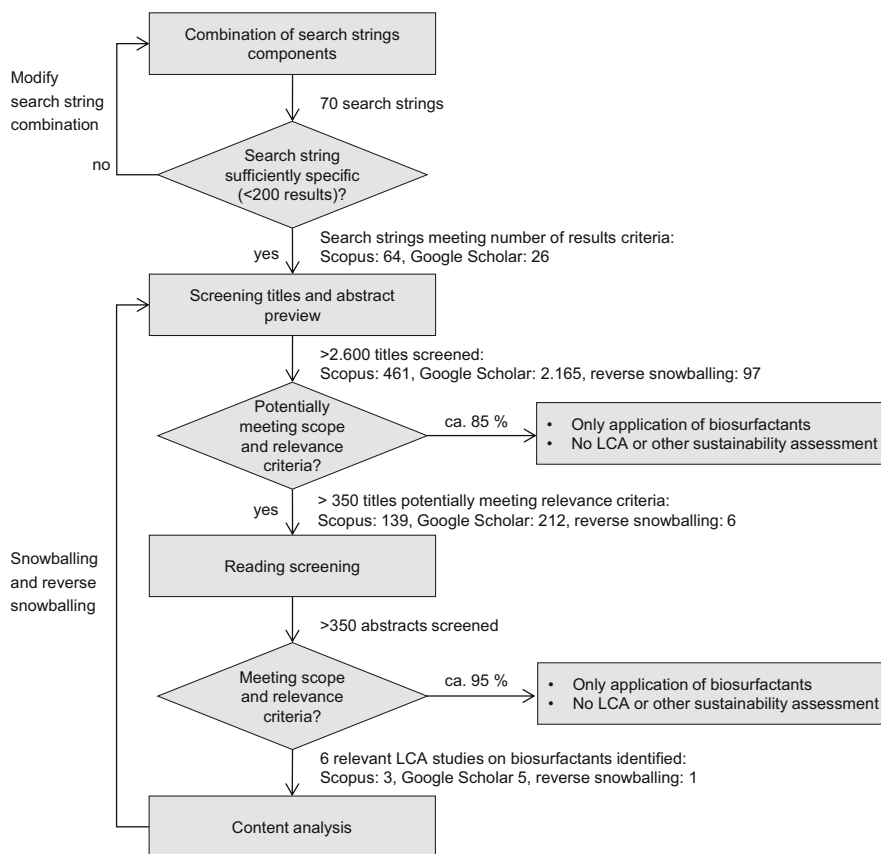 Combination of search strings
components
Modify
search string
combination
70 search strings
no
Search string
sufficiently specific
(<200 results)?
yes
Search strings meeting number of results criteria:
Scopus: 64, Google Scholar: 26
Screening titles and abstract
preview
>2.600 titles screened:
Scopus: 461, Google Scholar: 2.165, reverse snowballing: 97
Potentially
meeting scope
and relevance
criteria?
ca. 85 %
• Only application of biosurfactants
• No LCA or other sustainability assessment
yes
> 350 titles potentially meeting relevance criteria:
Scopus: 139, Google Scholar: 212, reverse snowballing: 6
Snowballing
and reverse
snowballing
Reading screening
>350 abstracts screened
Meeting scope
and relevance
criteria?
ca. 95 %
• Only application of biosurfactants
• No LCA or other sustainability assessment
6 relevant LCA studies on biosurfactants identified:
Scopus: 3, Google Scholar 5, reverse snowballing: 1
Content analysis